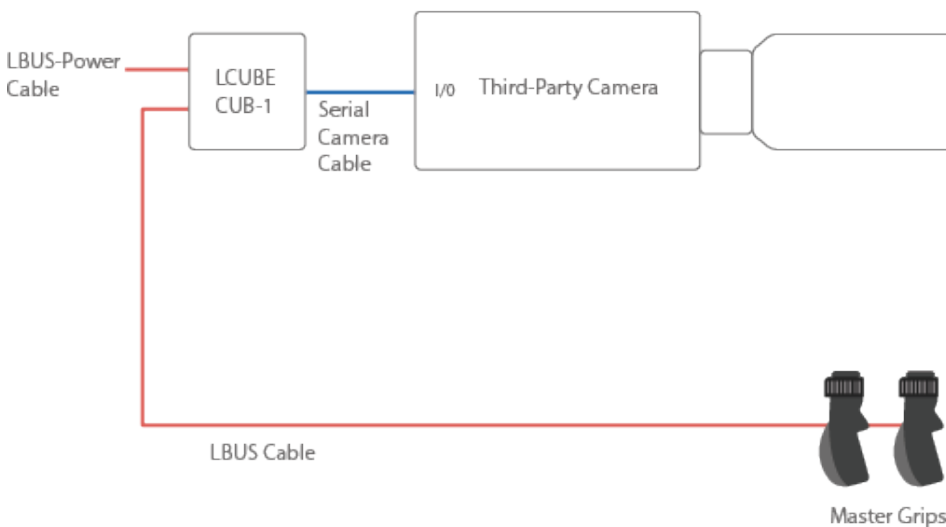 LBUS-Power
Cable
LCUBE
CUB-1
Serial
Camera
Cable
I/0
Third-Party Camera
LBUS Cable
Master Grips